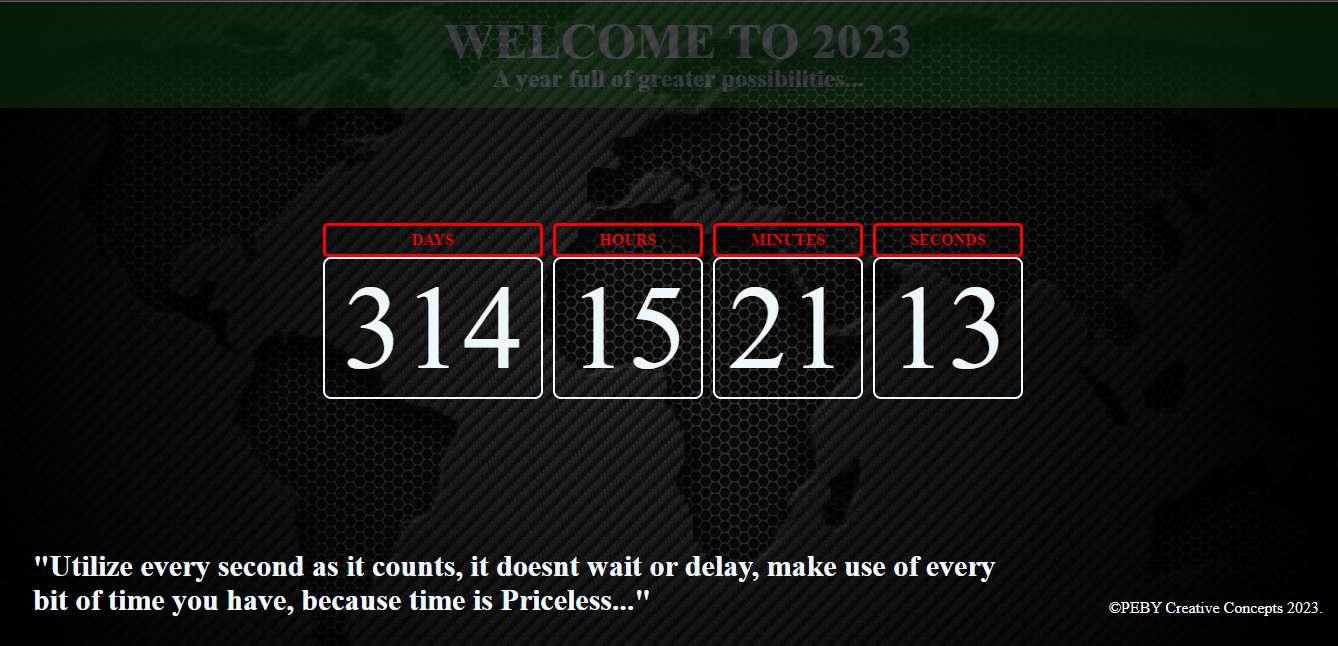 WELCOME TO 2023
A year full of greater possibilities...
DAYS HOURS MINUTES SECONDS
314 15 21 13
"Utilize every second as it counts, it doesnt wait or delay, make use of every
bit of time you have, because time is Priceless..."
©PEBY Creative Concepts 2023.